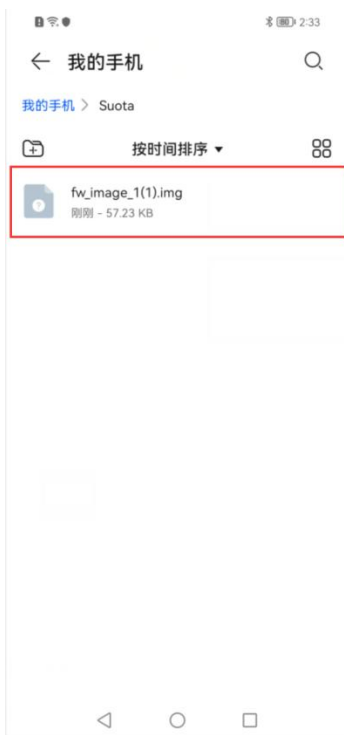 80 2:33
我的手机
我的手机 > Suota
按时间排序
fw_image_1(1).img
刚刚 - 57.23 KB